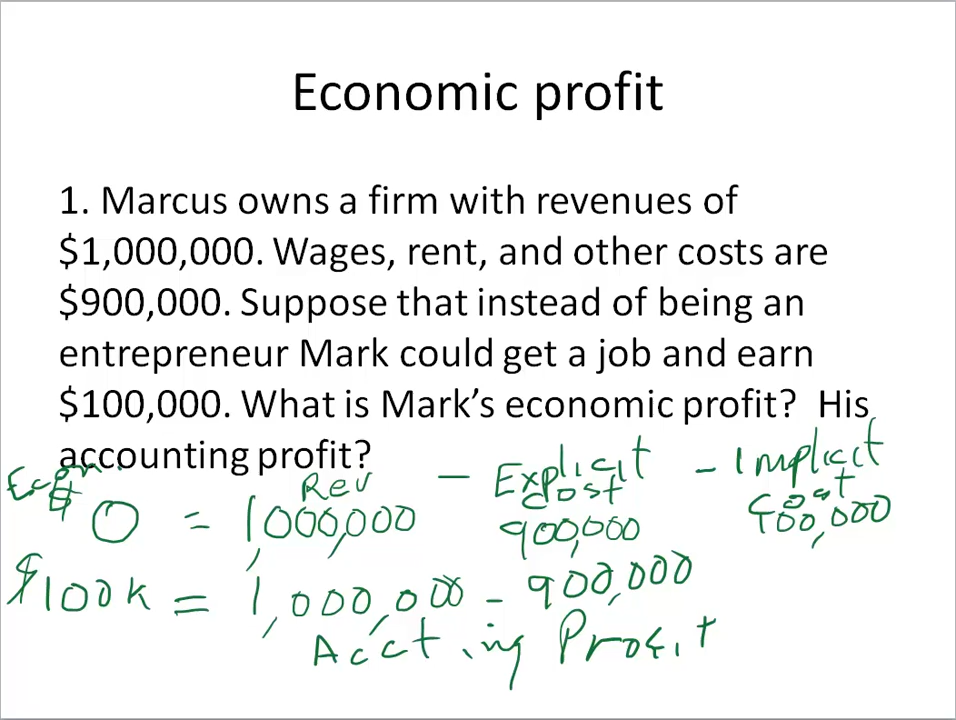 Economic profit
1. Marcus owns a firm with revenues of
$1,000,000. Wages, rent, and other costs are
$900,000. Suppose that instead of being an
entrepreneur Mark could get a job and earn
$100,000. What is Mark's economic profit?  His
accounting profit?
Econ. Rev - Explicit Cost - Implicit Cost
$ 0 = 1,000,000 900,000 100,000
$100K = 1,000,000 - 900,000
Acct.ing Profit